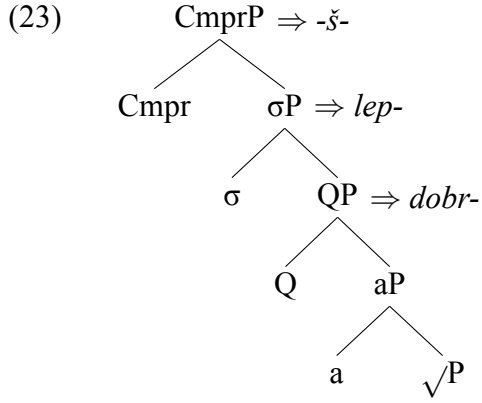 (23) CmprP ⇒ -š-
Cmpr σP ⇒ lep-
σ QP ⇒ dobr-
Q aP
a √P